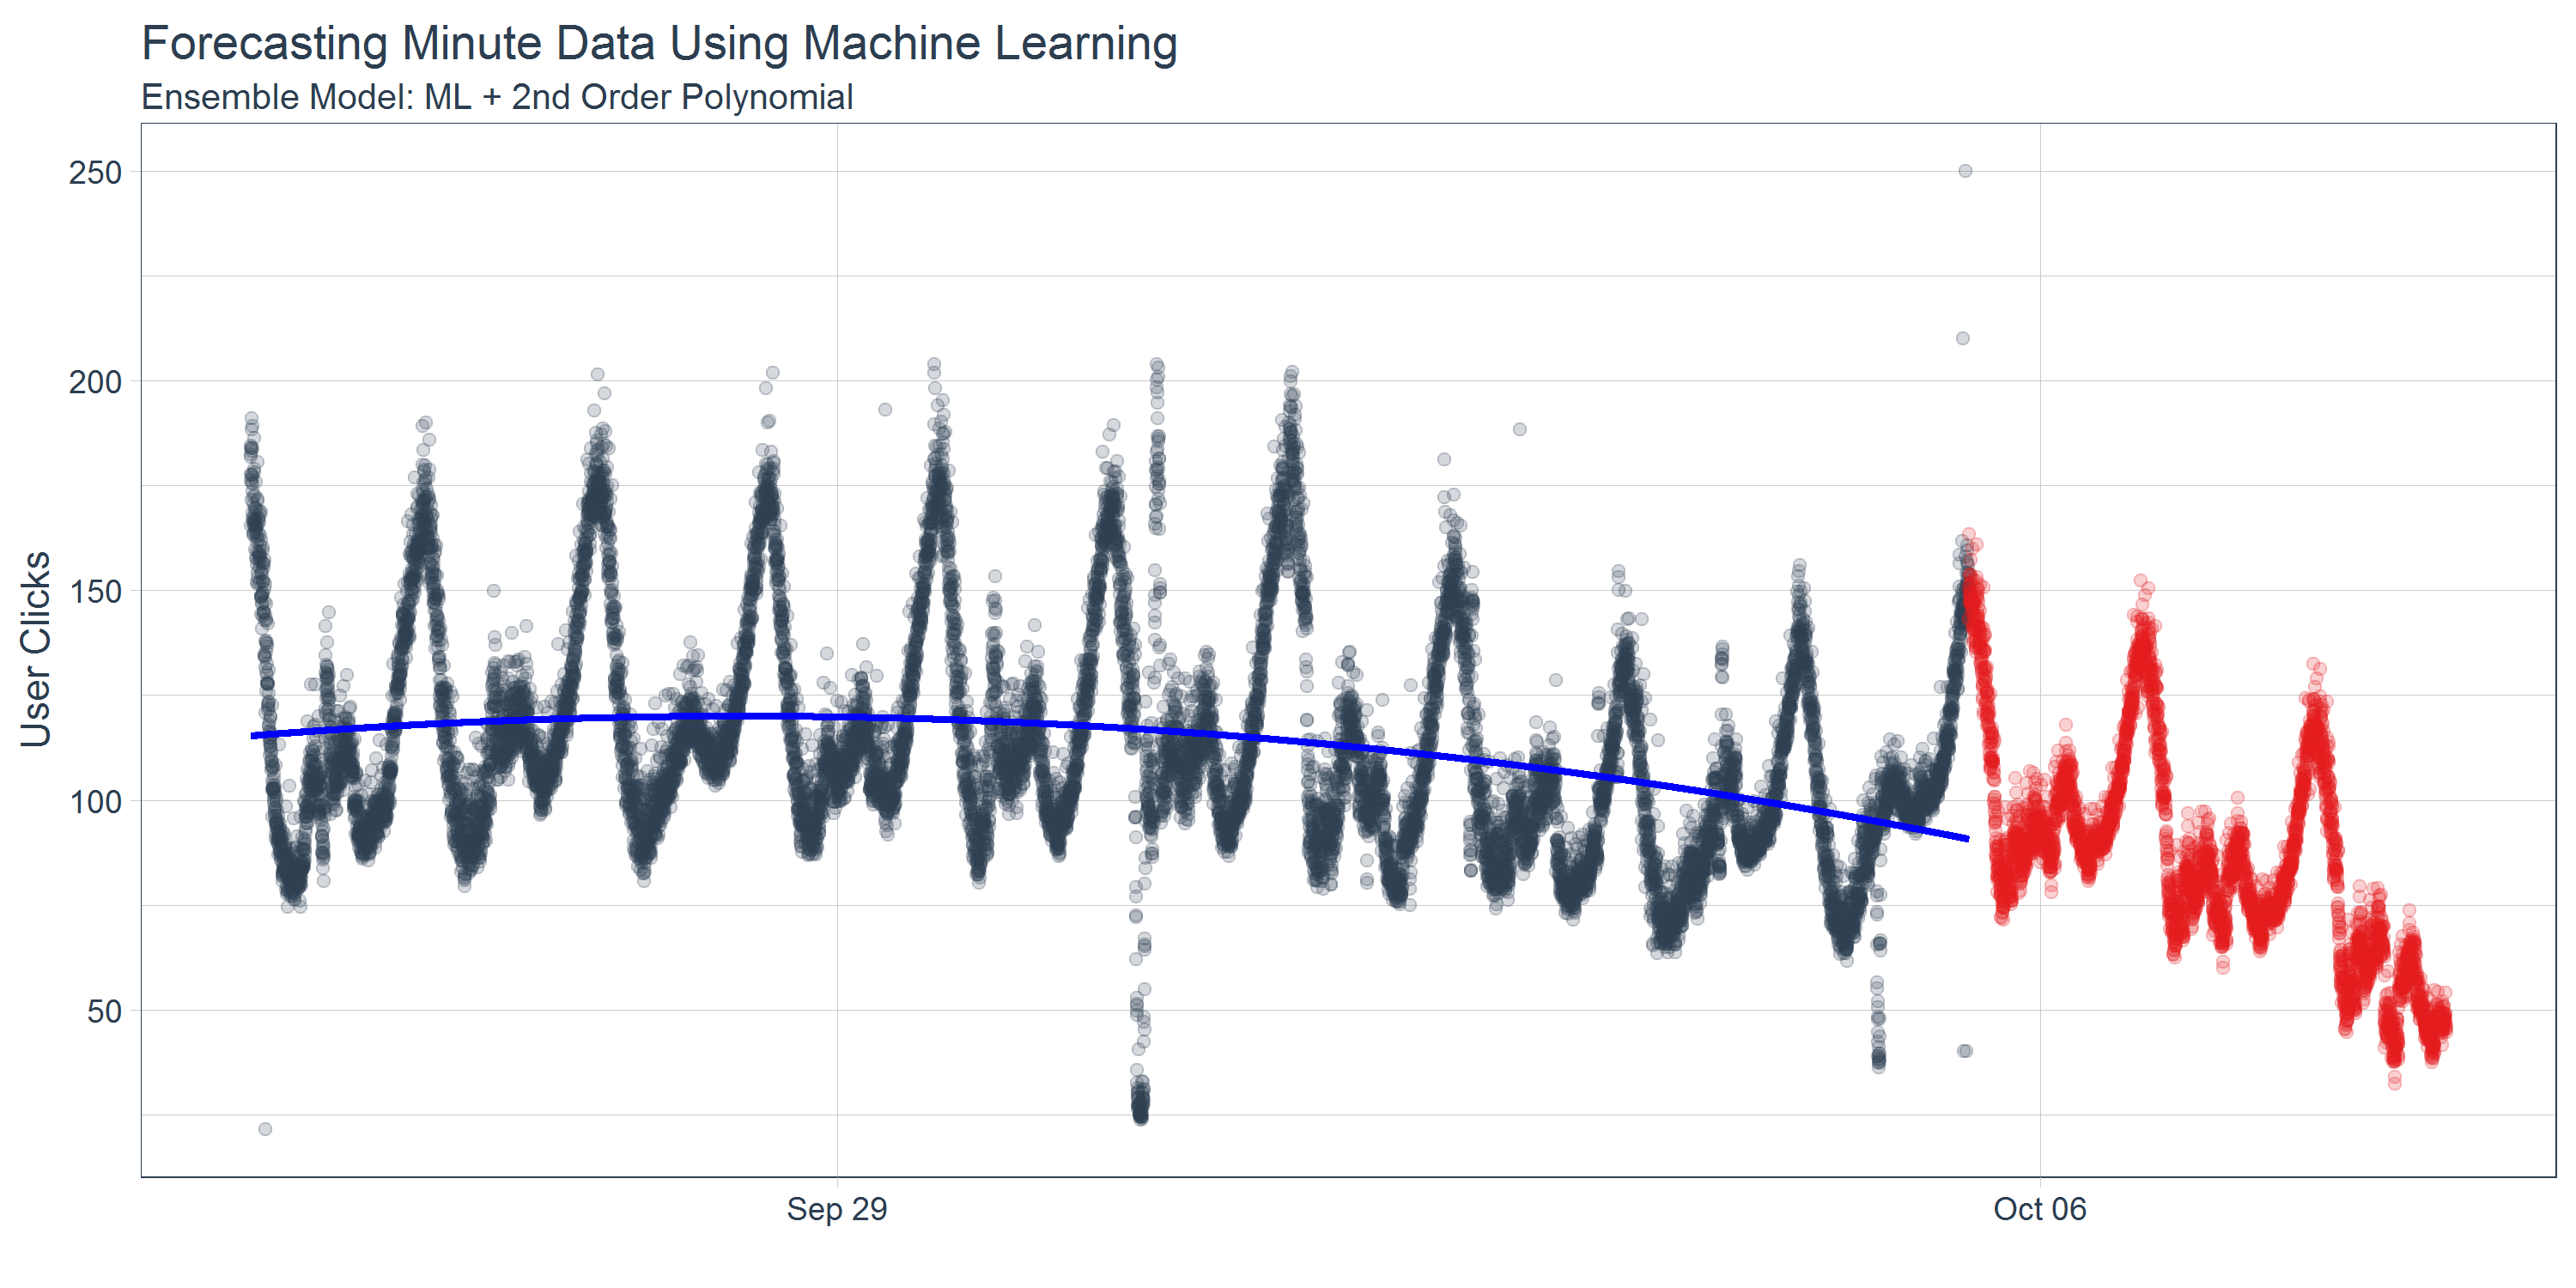 Forecasting Minute Data Using Machine Learning
Ensemble Model: ML + 2nd Order Polynomial
250
200
150
100
50
User Clicks
Sep 29
Oct 06